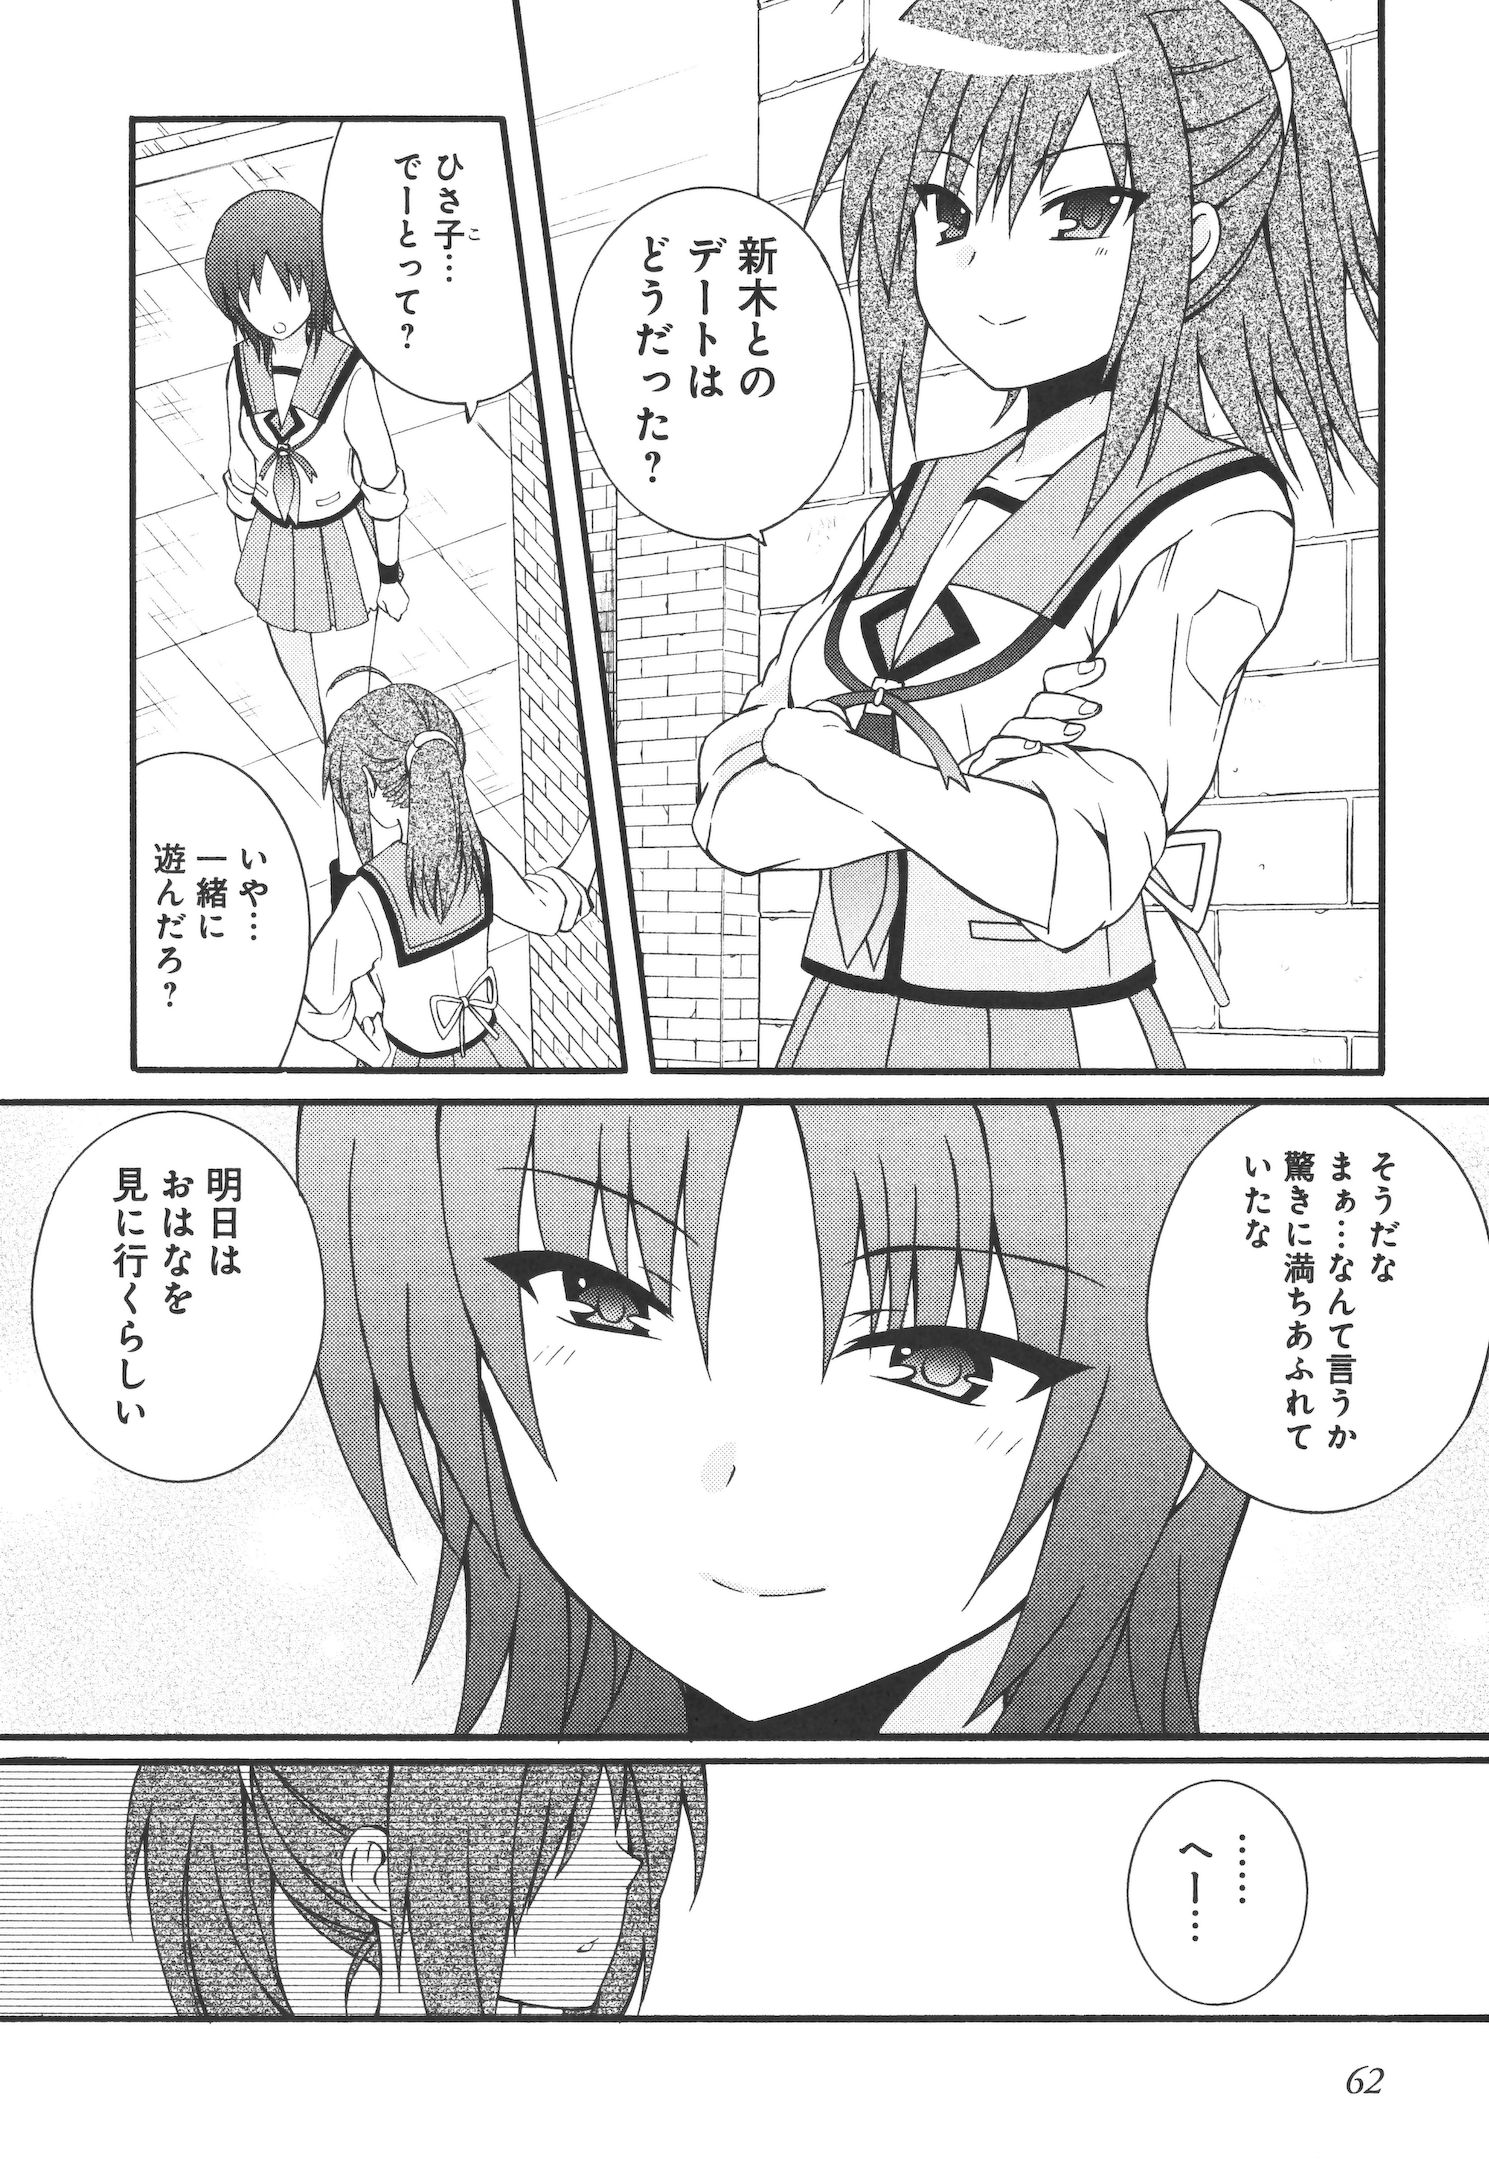 新木との
デートは
どうだった?
ひさ子…
でーとって?
こ
いや…
一緒に
遊んだろ?
そうだな
まぁ…なんて言うか
驚きに満ちあふれて
いたな
明日は
おはなを
見に行くらしい
……
へー…
62